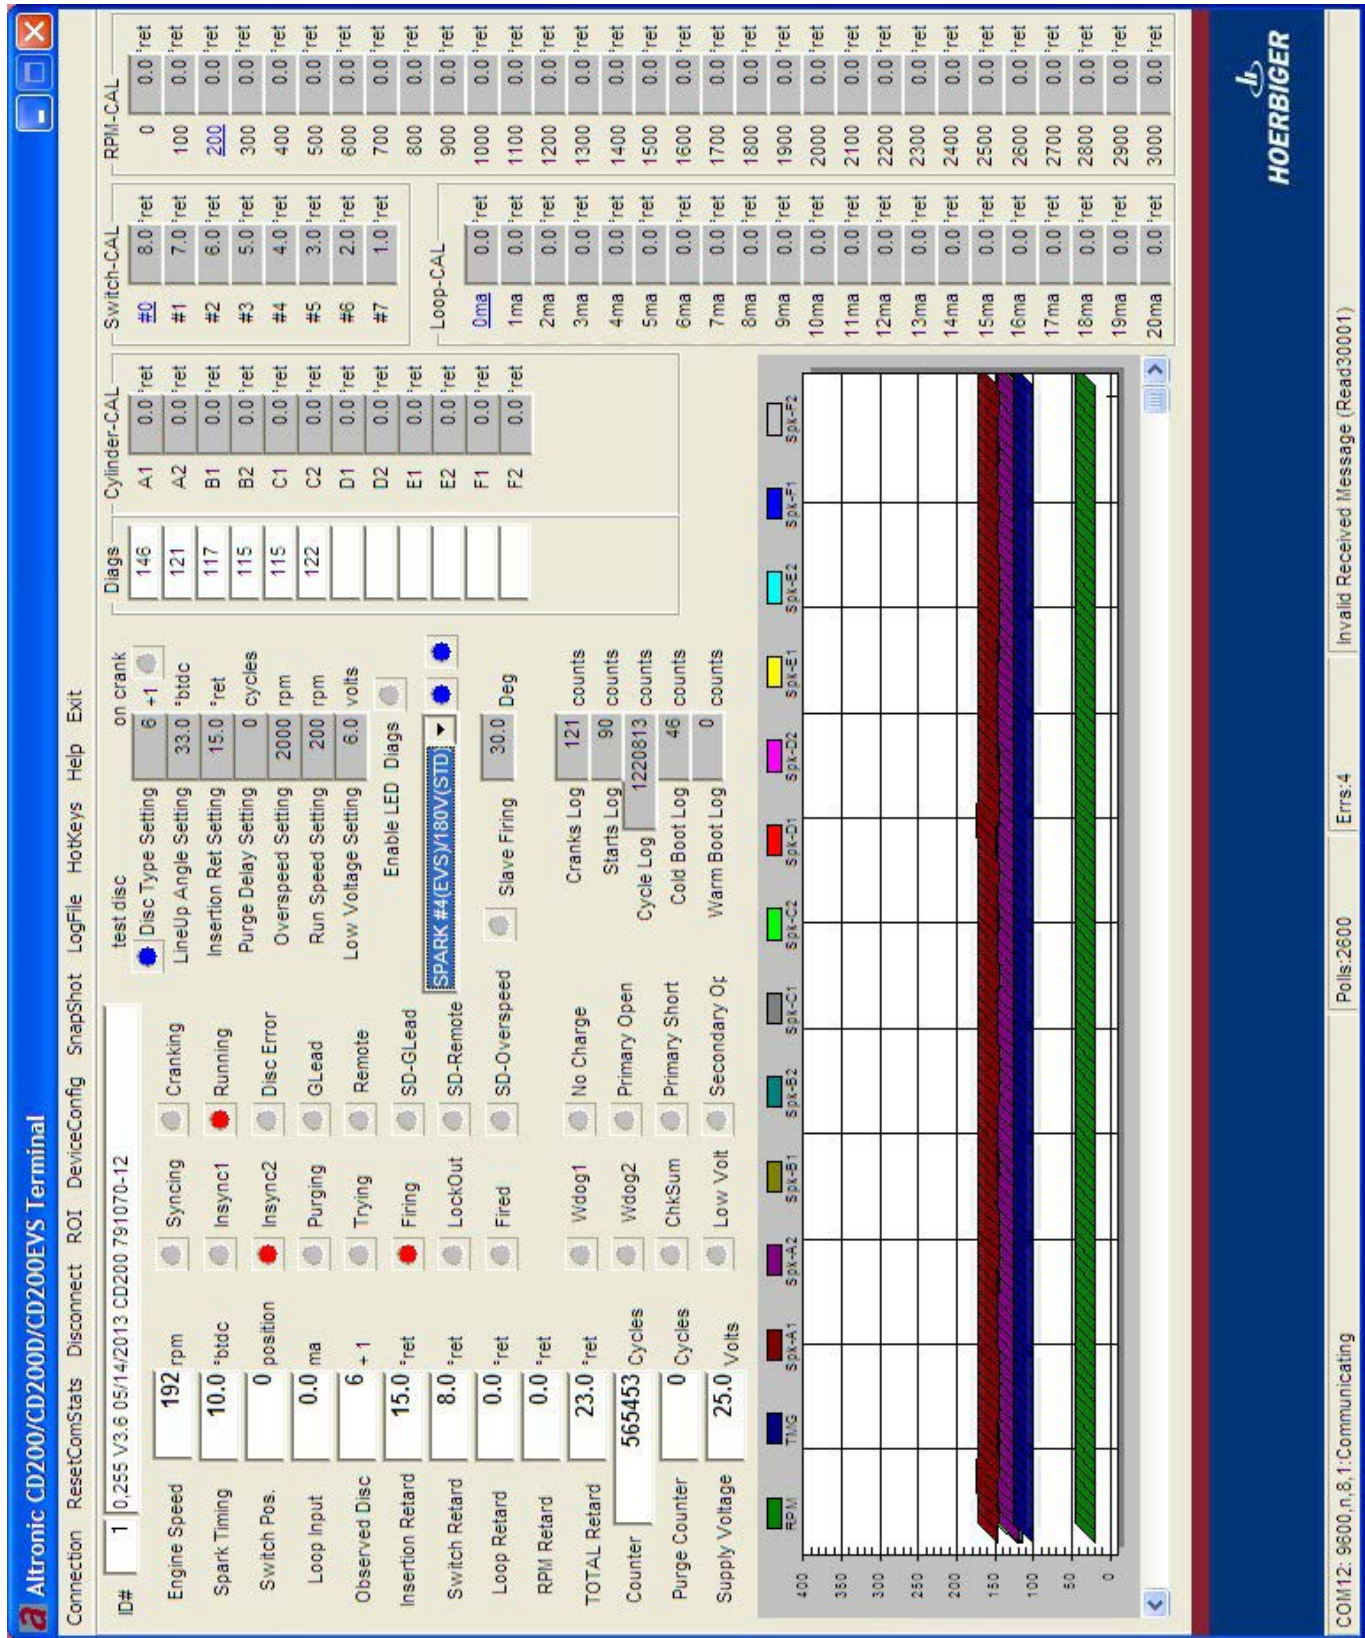 Altronic CD200/CD200D/CD200EVS Terminal
Connection ResetComStats Disconnect ROI DeviceConfig SnapShot LogFile HotKeys Help Exit
ID# 1 0,255 V3.6 05/14/2013 CD200 791070-12
Engine Speed 192 rpm
Spark Timing 10.0 °btdc
Switch Pos. 0 position
Loop Input 0.0 ma
Observed Disc 6 +1
Insertion Retard 15.0 °ret
Switch Retard 8.0 °ret
Loop Retard 0.0 °ret
RPM Retard 0.0 °ret
TOTAL Retard 23.0 °ret
Counter 565453 Cycles
Purge Counter 0 Cycles
Supply Voltage 25.0 Volts
Syncing Cranking
Insync1 Running
Insync2 Disc Error
Purging GLead
Trying Remote
Firing SD-GLead
LockOut SD-Remote
Fired SD-Overspeed
Wdog1 No Charge
Wdog2 Primary Open
ChkSum Primary Short
Low Volt Secondary Op
test disc on crank
Disc Type Setting 6 +1
LineUp Angle Setting 33.0 °btdc
Insertion Ret Setting 15.0 °ret
Purge Delay Setting 0 cycles
Overspeed Setting 2000 rpm
Run Speed Setting 200 rpm
Low Voltage Setting 6.0 volts
Enable LED Diags
SPARK #4(EVS)/180V(STD)
Slave Firing 30.0 Deg
Cranks Log 121 counts
Starts Log 90 counts
Cycle Log 1220813 counts
Cold Boot Log 46 counts
Warm Boot Log 0 counts
Diags
146
121
117
115
115
122
Cylinder-CAL
A1 0.0 'ret
A2 0.0 'ret
B1 0.0 'ret
B2 0.0 'ret
C1 0.0 'ret
C2 0.0 'ret
D1 0.0 'ret
D2 0.0 'ret
E1 0.0 'ret
E2 0.0 'ret
F1 0.0 'ret
F2 0.0 'ret
Switch-CAL
#0 8.0 'ret
#1 7.0 'ret
#2 6.0 'ret
#3 5.0 'ret
#4 4.0 'ret
#5 3.0 'ret
#6 2.0 'ret
#7 1.0 'ret
Loop-CAL
0ma 0.0 'ret
1ma 0.0 'ret
2ma 0.0 'ret
3ma 0.0 'ret
4ma 0.0 'ret
5ma 0.0 'ret
6ma 0.0 'ret
7ma 0.0 'ret
8ma 0.0 'ret
9ma 0.0 'ret
10ma 0.0 'ret
11ma 0.0 'ret
12ma 0.0 'ret
13ma 0.0 'ret
14ma 0.0 'ret
15ma 0.0 'ret
16ma 0.0 'ret
17ma 0.0 'ret
18ma 0.0 'ret
19ma 0.0 'ret
20ma 0.0 'ret
RPM-CAL
0 0.0 'ret
100 0.0 'ret
200 0.0 'ret
300 0.0 'ret
400 0.0 'ret
500 0.0 'ret
600 0.0 'ret
700 0.0 'ret
800 0.0 'ret
900 0.0 'ret
1000 0.0 'ret
1100 0.0 'ret
1200 0.0 'ret
1300 0.0 'ret
1400 0.0 'ret
1500 0.0 'ret
1600 0.0 'ret
1700 0.0 'ret
1800 0.0 'ret
1900 0.0 'ret
2000 0.0 'ret
2100 0.0 'ret
2200 0.0 'ret
2300 0.0 'ret
2400 0.0 'ret
2500 0.0 'ret
2600 0.0 'ret
2700 0.0 'ret
2800 0.0 'ret
2900 0.0 'ret
3000 0.0 'ret
RPM TMG Spk-A1 Spk-A2 Spk-B1 Spk-B2 Spk-C1 Spk-C2 Spk-D1 Spk-D2 Spk-E1 Spk-E2 Spk-F1 Spk-F2
400
350
300
250
200
150
100
50
0
HOERBIGER
COM12: 9600,n,8,1:Communicating Polls:2600 Errs:4 Invalid Received Message (Read30001)